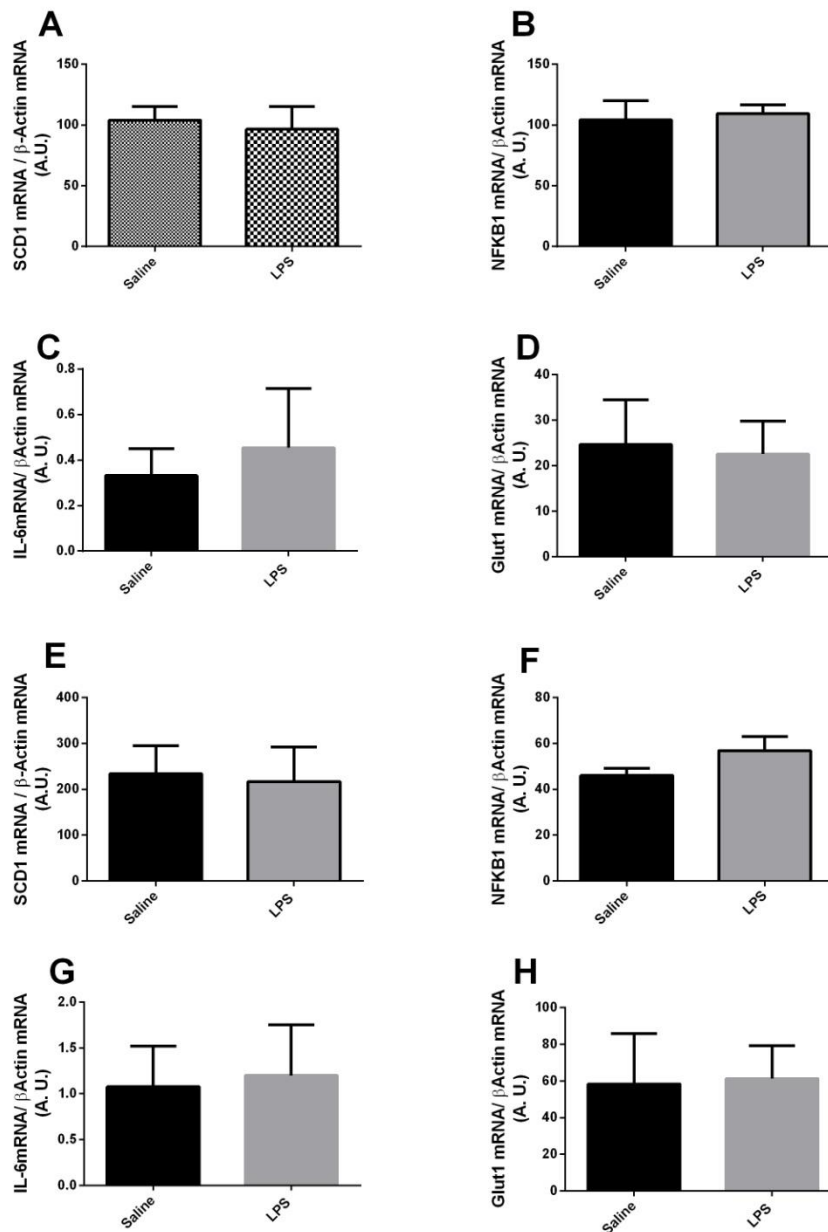 A
SCD1 mRNA / β-Actin mRNA
(A.U.)
150
100
50
0
Saline
LPS
B
NFKB1 mRNA/ βActin mRNA
(A. U.)
150
100
50
0
Saline
LPS
C
IL-6mRNA/ βActin mRNA
(A. U.)
0.8
0.6
0.4
0.2
0.0
Saline
LPS
D
Glut1 mRNA/ βActin mRNA
(A. U.)
40
30
20
10
0
Saline
LPS
E
SCD1 mRNA / β-Actin mRNA
(A.U.)
400
300
200
100
0
Saline
LPS
F
NFKB1 mRNA/ βActin mRNA
(A. U.)
80
60
40
20
0
Saline
LPS
G
IL-6mRNA/ βActin mRNA
(A. U.)
2.0
1.5
1.0
0.5
0.0
Saline
LPS
H
Glut1 mRNA/ βActin mRNA
(A. U.)
100
80
60
40
20
0
Saline
LPS